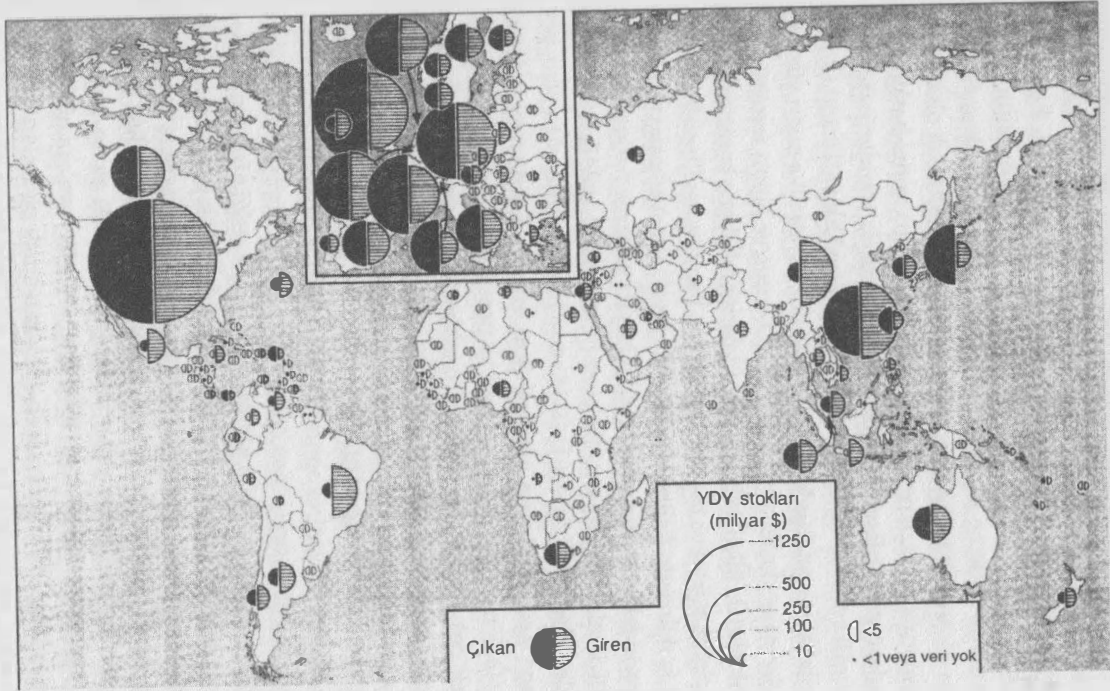 YDY stokları
(milyar $)
1250
500
250
100
10
Çıkan
Giren
<5
<1veya veri yok